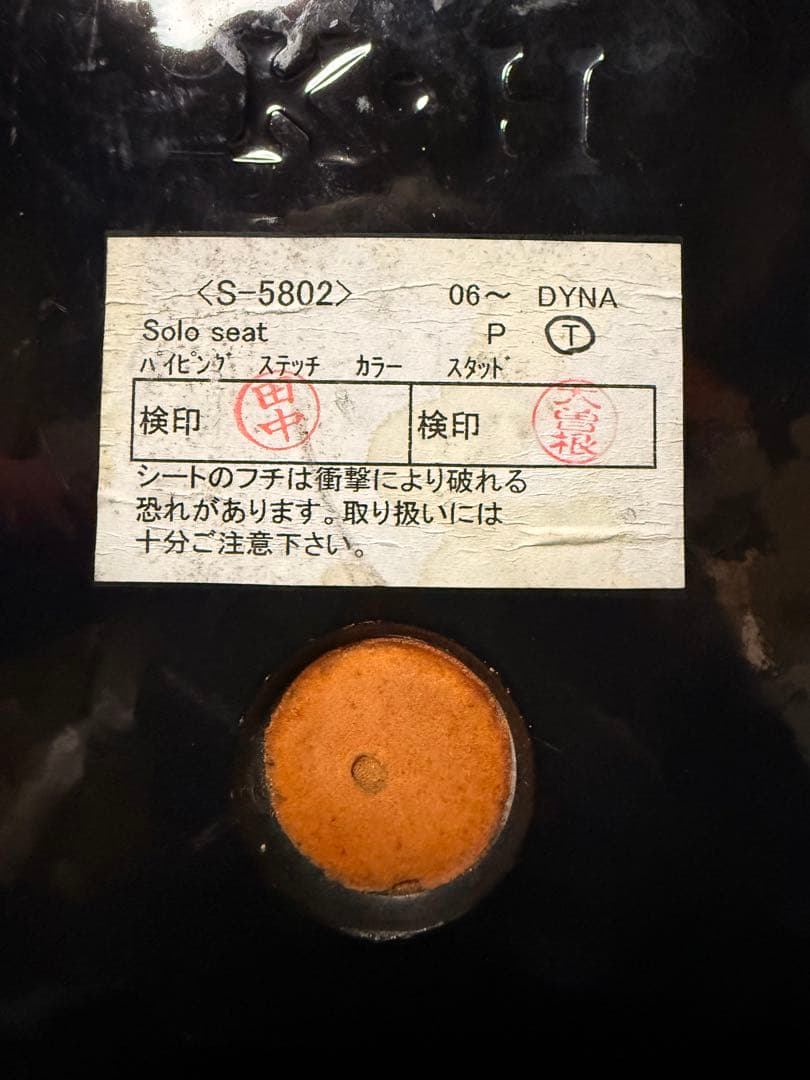 K&H
<S-5802> 06～ DYNA
Solo seat P T
ﾊﾟｲﾋﾟﾝｸﾞ ステッチ カラー ｽﾀｯﾄﾞ
検印 田中 検印 大曽根
シートのフチは衝撃により破れる
恐れがあります。取り扱いには
十分ご注意下さい。